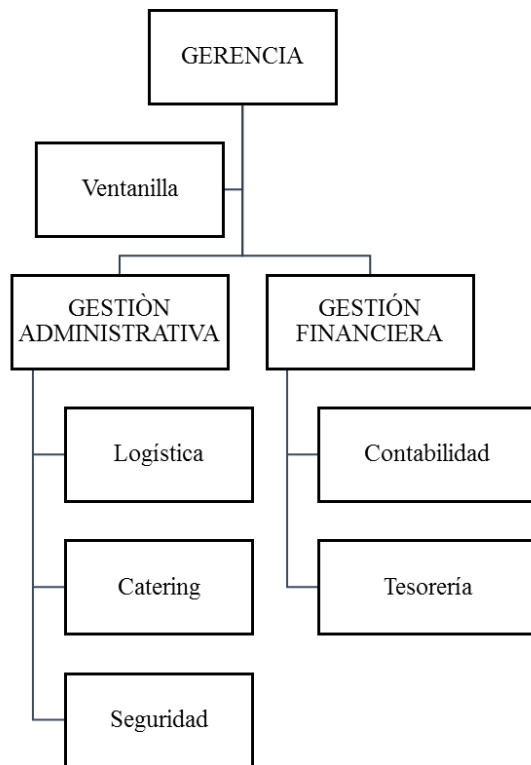 GERENCIA
Ventanilla
GESTIÒN
ADMINISTRATIVA
GESTIÓN
FINANCIERA
Logística
Contabilidad
Catering
Tesorería
Seguridad